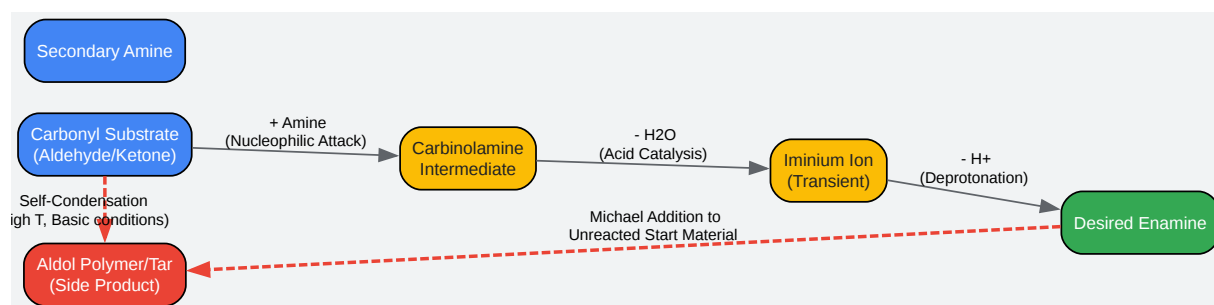 Secondary Amine
Carbonyl Substrate
(Aldehyde/Ketone)
+ Amine
(Nucleophilic Attack)
Carbinolamine
Intermediate
- H2O
(Acid Catalysis)
Iminium Ion
(Transient)
- H+
(Deprotonation)
Desired Enamine
Self-Condensation
igh T, Basic conditions)
Michael Addition to
Unreacted Start Material
Aldol Polymer/Tar
(Side Product)